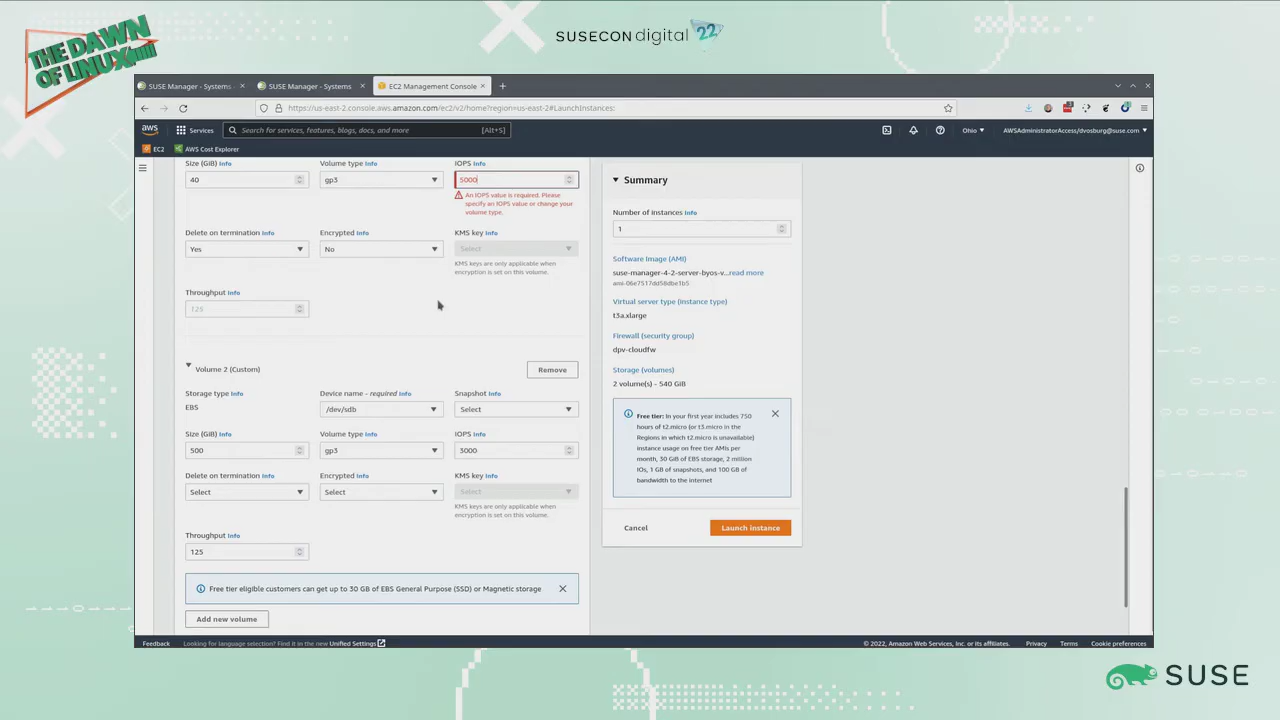 THE DAWN
OF LINUX
SUSECON digital 22
SUSE Manager - Systems
SUSE Manager - Systems
EC2 Management Console
https://us-east-2.console.aws.amazon.com/ec2/v2/home?region=us-east-2#LaunchInstances:
aws
Services
Search for services, features, blogs, docs, and more
[Alt+S]
Ohio
AWSAdministratorAccess/dvosburg@suse.com
EC2
AWS Cost Explorer
Size (GiB) Info
Volume type Info
IOPS Info
40
gp3
5000
An IOPS value is required. Please
specify an IOPS value or change your
volume type.
Delete on termination Info
Encrypted Info
KMS key Info
Yes
No
Select
KMS keys are only applicable when
encryption is set on this volume.
Throughput Info
125
Volume 2 (Custom)
Remove
Storage type Info
Device name - required Info
Snapshot Info
EBS
/dev/sdb
Select
Size (GiB) Info
Volume type Info
IOPS Info
500
gp3
3000
Delete on termination Info
Encrypted Info
KMS key Info
Select
Select
Select
KMS keys are only applicable when
encryption is set on this volume.
Throughput Info
125
Free tier eligible customers can get up to 30 GB of EBS General Purpose (SSD) or Magnetic storage
Add new volume
Summary
Number of instances Info
1
Software Image (AMI)
suse-manager-4-2-server-byos-v...read more
ami-06e7517dd58dbe1b5
Virtual server type (instance type)
t3a.xlarge
Firewall (security group)
dpv-cloudfw
Storage (volumes)
2 volume(s) - 540 GiB
Free tier: In your first year includes 750
hours of t2.micro (or t3.micro in the
Regions in which t2.micro is unavailable)
instance usage on free tier AMIs per
month, 30 GiB of EBS storage, 2 million
IOs, 1 GB of snapshots, and 100 GB of
bandwidth to the internet
Cancel
Launch instance
Feedback
Looking for language selection? Find it in the new Unified Settings
© 2022, Amazon Web Services, Inc. or its affiliates.
Privacy
Terms
Cookie preferences
SUSE